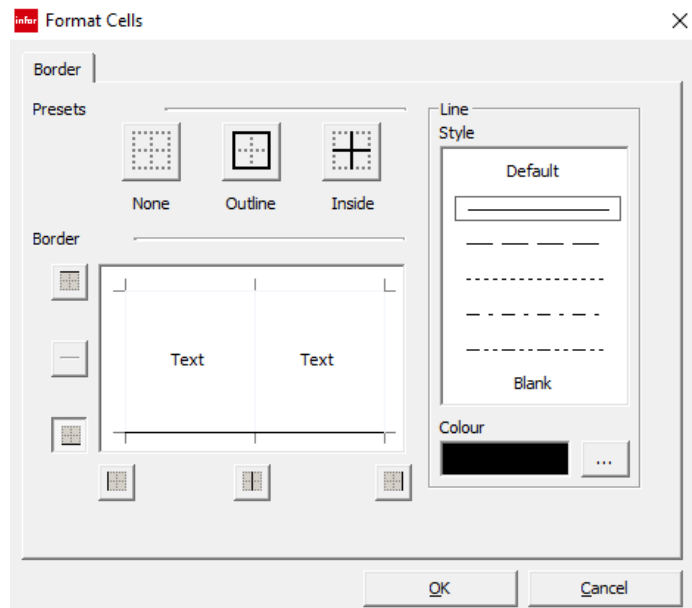 infor Format Cells
Border
Presets
None Outline Inside
Border
Text Text
Line
Style
Default
Blank
Colour
...
OK Cancel